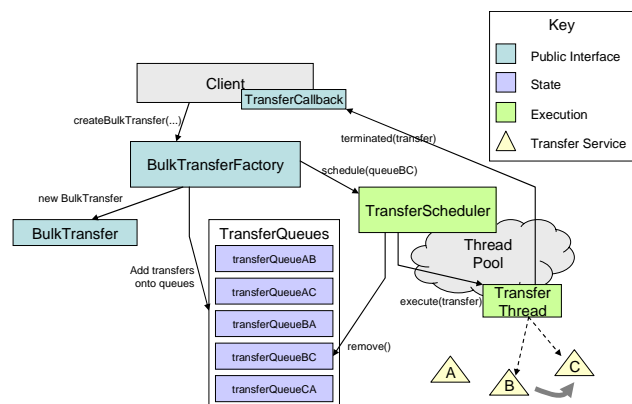 Key
Public Interface
State
Execution
Transfer Service
Client
TransferCallback
createBulkTransfer(...)
terminated(transfer)
BulkTransferFactory
schedule(queueBC)
new BulkTransfer
BulkTransfer
TransferScheduler
TransferQueues
transferQueueAB
transferQueueAC
transferQueueBA
transferQueueBC
transferQueueCA
Add transfers
onto queues
Thread
Pool
execute(transfer)
Transfer
Thread
remove()
A
B
C